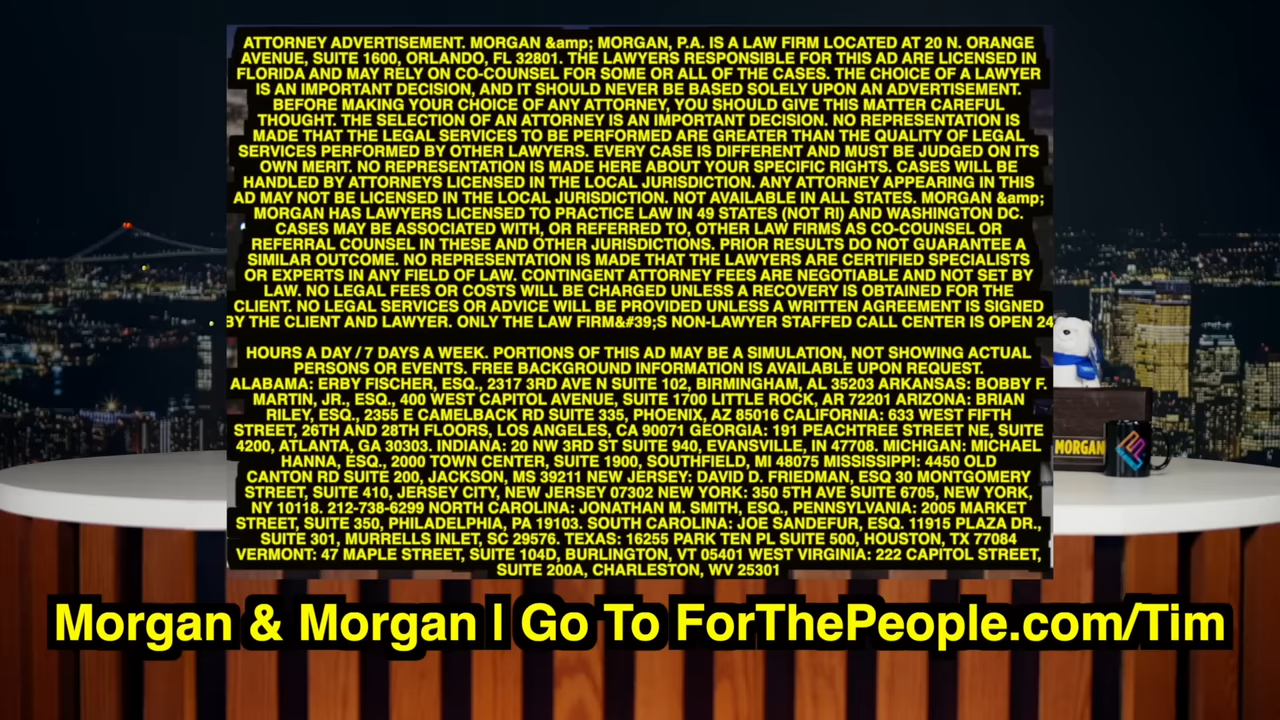 ATTORNEY ADVERTISEMENT. MORGAN &amp; MORGAN, P.A. IS A LAW FIRM LOCATED AT 20 N. ORANGE
AVENUE, SUITE 1600, ORLANDO, FL 32801. THE LAWYERS RESPONSIBLE FOR THIS AD ARE LICENSED IN
FLORIDA AND MAY RELY ON CO-COUNSEL FOR SOME OR ALL OF THE CASES. THE CHOICE OF A LAWYER
IS AN IMPORTANT DECISION, AND IT SHOULD NEVER BE BASED SOLELY UPON AN ADVERTISEMENT.
BEFORE MAKING YOUR CHOICE OF ANY ATTORNEY, YOU SHOULD GIVE THIS MATTER CAREFUL
THOUGHT. THE SELECTION OF AN ATTORNEY IS AN IMPORTANT DECISION. NO REPRESENTATION IS
MADE THAT THE LEGAL SERVICES TO BE PERFORMED ARE GREATER THAN THE QUALITY OF LEGAL
SERVICES PERFORMED BY OTHER LAWYERS. EVERY CASE IS DIFFERENT AND MUST BE JUDGED ON ITS
OWN MERIT. NO REPRESENTATION IS MADE HERE ABOUT YOUR SPECIFIC RIGHTS. CASES WILL BE
HANDLED BY ATTORNEYS LICENSED IN THE LOCAL JURISDICTION. ANY ATTORNEY APPEARING IN THIS
AD MAY NOT BE LICENSED IN THE LOCAL JURISDICTION. NOT AVAILABLE IN ALL STATES. MORGAN &amp;
MORGAN HAS LAWYERS LICENSED TO PRACTICE LAW IN 49 STATES (NOT RI) AND WASHINGTON DC.
CASES MAY BE ASSOCIATED WITH, OR REFERRED TO, OTHER LAW FIRMS AS CO-COUNSEL OR
REFERRAL COUNSEL IN THESE AND OTHER JURISDICTIONS. PRIOR RESULTS DO NOT GUARANTEE A
SIMILAR OUTCOME. NO REPRESENTATION IS MADE THAT THE LAWYERS ARE CERTIFIED SPECIALISTS
OR EXPERTS IN ANY FIELD OF LAW. CONTINGENT ATTORNEY FEES ARE NEGOTIABLE AND NOT SET BY
LAW. NO LEGAL FEES OR COSTS WILL BE CHARGED UNLESS A RECOVERY IS OBTAINED FOR THE
CLIENT. NO LEGAL SERVICES OR ADVICE WILL BE PROVIDED UNLESS A WRITTEN AGREEMENT IS SIGNED
BY THE CLIENT AND LAWYER. ONLY THE LAW FIRM&#39;S NON-LAWYER STAFFED CALL CENTER IS OPEN 24
HOURS A DAY / 7 DAYS A WEEK. PORTIONS OF THIS AD MAY BE A SIMULATION, NOT SHOWING ACTUAL
PERSONS OR EVENTS. FREE BACKGROUND INFORMATION IS AVAILABLE UPON REQUEST.
ALABAMA: ERBY FISCHER, ESQ., 2317 3RD AVE N SUITE 102, BIRMINGHAM, AL 35203 ARKANSAS: BOBBY F.
MARTIN, JR., ESQ., 400 WEST CAPITOL AVENUE, SUITE 1700 LITTLE ROCK, AR 72201 ARIZONA: BRIAN
RILEY, ESQ., 2355 E CAMELBACK RD SUITE 335, PHOENIX, AZ 85016 CALIFORNIA: 633 WEST FIFTH
STREET, 26TH AND 28TH FLOORS, LOS ANGELES, CA 90071 GEORGIA: 191 PEACHTREE STREET NE, SUITE
4200, ATLANTA, GA 30303. INDIANA: 20 NW 3RD ST SUITE 940, EVANSVILLE, IN 47708. MICHIGAN: MICHAEL
HANNA, ESQ., 2000 TOWN CENTER, SUITE 1900, SOUTHFIELD, MI 48075 MISSISSIPPI: 4450 OLD
CANTON RD SUITE 200, JACKSON, MS 39211 NEW JERSEY: DAVID D. FRIEDMAN, ESQ 30 MONTGOMERY
STREET, SUITE 410, JERSEY CITY, NEW JERSEY 07302 NEW YORK: 350 5TH AVE SUITE 6705, NEW YORK,
NY 10118. 212-738-6299 NORTH CAROLINA: JONATHAN M. SMITH, ESQ., PENNSYLVANIA: 2005 MARKET
STREET, SUITE 350, PHILADELPHIA, PA 19103. SOUTH CAROLINA: JOE SANDEFUR, ESQ. 11915 PLAZA DR.,
SUITE 301, MURRELLS INLET, SC 29576. TEXAS: 16255 PARK TEN PL SUITE 500, HOUSTON, TX 77084
VERMONT: 47 MAPLE STREET, SUITE 104D, BURLINGTON, VT 05401 WEST VIRGINIA: 222 CAPITOL STREET,
SUITE 200A, CHARLESTON, WV 25301
MORGAN
Morgan & Morgan | Go To ForThePeople.com/Tim